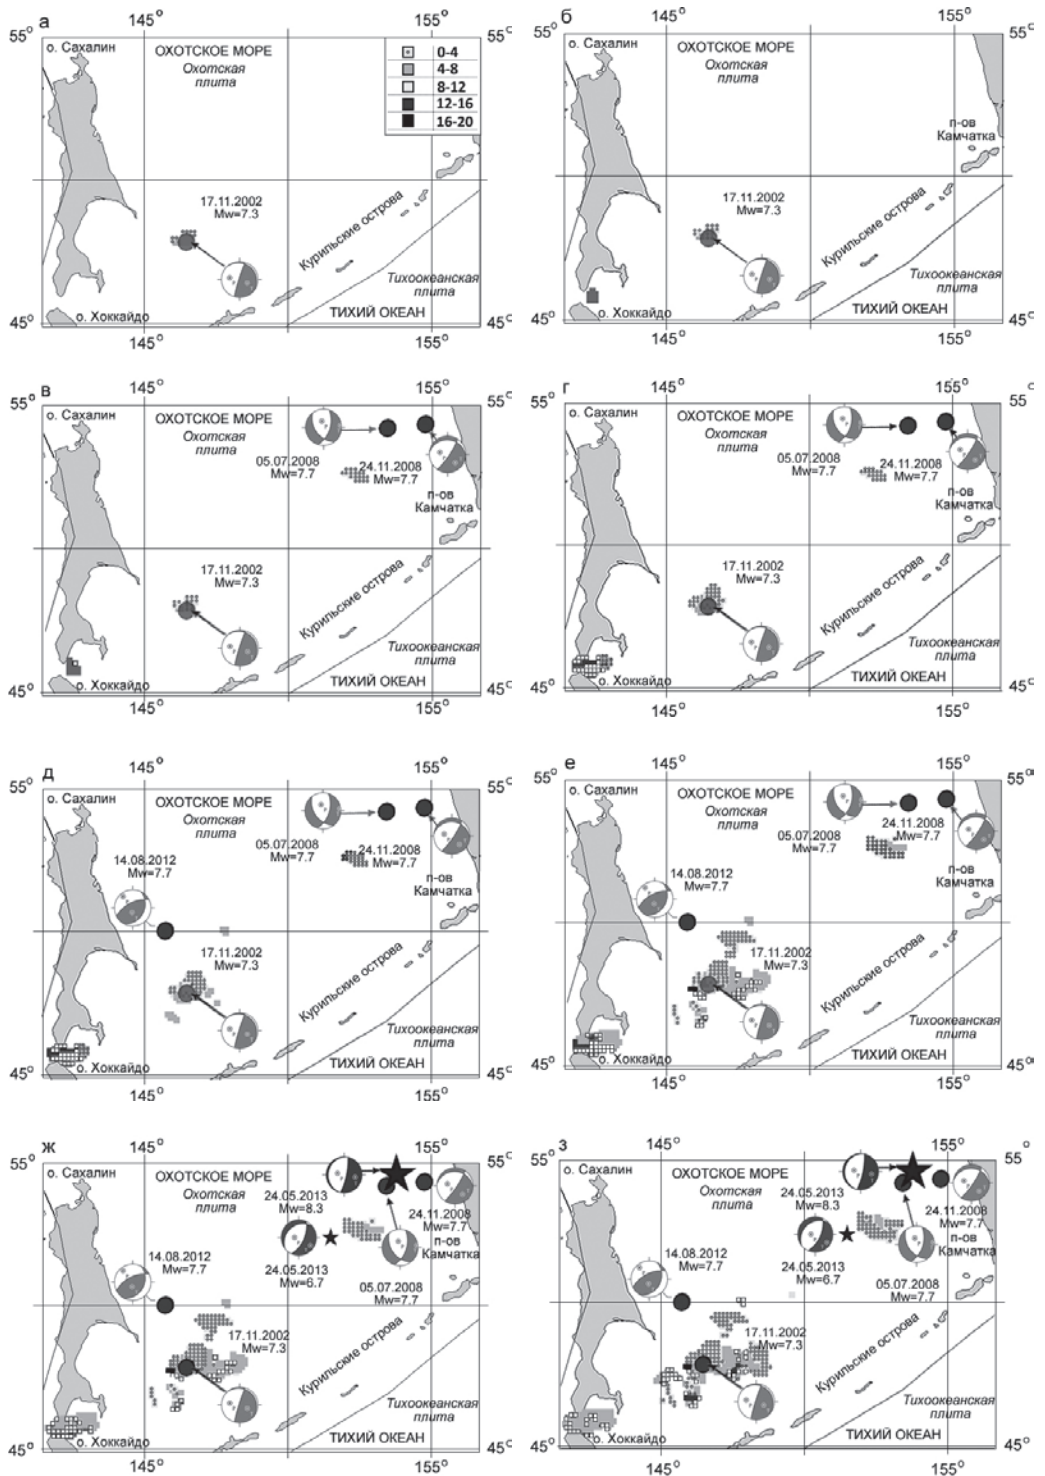 а
145°
155°
55°
о. Сахалин
ОХОТСКОЕ МОРЕ
Охотская
плита
0-4
4-8
8-12
12-16
16-20
17.11.2002
Mw=7.3
Курильские острова
Тихоокеанская
плита
ТИХИЙ ОКЕАН
о. Хоккайдо
45°
45°
145°
155°
б
145°
155°
55°
о. Сахалин
ОХОТСКОЕ МОРЕ
Охотская
плита
п-ов
Камчатка
17.11.2002
Mw=7.3
Курильские острова
Тихоокеанская
плита
ТИХИЙ ОКЕАН
о. Хоккайдо
45°
45°
145°
155°
в
145°
155°
55°
55°
о. Сахалин
ОХОТСКОЕ МОРЕ
Охотская
плита
05.07.2008
Mw=7.7
24.11.2008
Mw=7.7
п-ов
Камчатка
17.11.2002
Mw=7.3
Курильские острова
Тихоокеанская
плита
ТИХИЙ ОКЕАН
о. Хоккайдо
45°
45°
145°
155°
г
145°
155°
55°
о. Сахалин
ОХОТСКОЕ МОРЕ
Охотская
плита
05.07.2008
Mw=7.7
24.11.2008
Mw=7.7
п-ов
Камчатка
17.11.2002
Mw=7.3
Курильские острова
Тихоокеанская
плита
ТИХИЙ ОКЕАН
о. Хоккайдо
45°
45°
145°
155°
д
145°
155°
55°
55°
о. Сахалин
ОХОТСКОЕ МОРЕ
Охотская
плита
05.07.2008
Mw=7.7
24.11.2008
Mw=7.7
14.08.2012
Mw=7.7
п-ов
Камчатка
17.11.2002
Mw=7.3
Курильские острова
Тихоокеанская
плита
ТИХИЙ ОКЕАН
о. Хоккайдо
45°
45°
145°
155°
е
145°
155°
55°
55°
о. Сахалин
ОХОТСКОЕ МОРЕ
Охотская
плита
05.07.2008
Mw=7.7
24.11.2008
Mw=7.7
14.08.2012
Mw=7.7
п-ов
Камчатка
17.11.2002
Mw=7.3
Курильские острова
Тихоокеанская
плита
ТИХИЙ ОКЕАН
о. Хоккайдо
45°
45°
145°
155°
ж
145°
155°
55°
55°
о. Сахалин
ОХОТСКОЕ МОРЕ
Охотская
плита
24.05.2013
Mw=8.3
24.11.2008
Mw=7.7
п-ов
Камчатка
14.08.2012
Mw=7.7
24.05.2013
Mw=6.7
05.07.2008
Mw=7.7
17.11.2002
Mw=7.3
Курильские острова
Тихоокеанская
плита
ТИХИЙ ОКЕАН
о. Хоккайдо
45°
45°
145°
155°
з
145°
155°
55°
55
о. Сахалин
ОХОТСКОЕ МОРЕ
Охотская
плита
24.05.2013
Mw=8.3
24.11.2008
Mw=7.7
п-ов
Камчатка
14.08.2012
Mw=7.7
24.05.2013
Mw=6.7
05.07.2008
Mw=7.7
17.11.2002
Mw=7.3
Курильские острова
Тихоокеанская
плита
ТИХИЙ ОКЕАН
о. Хоккайдо
45°
45°
145°
155°